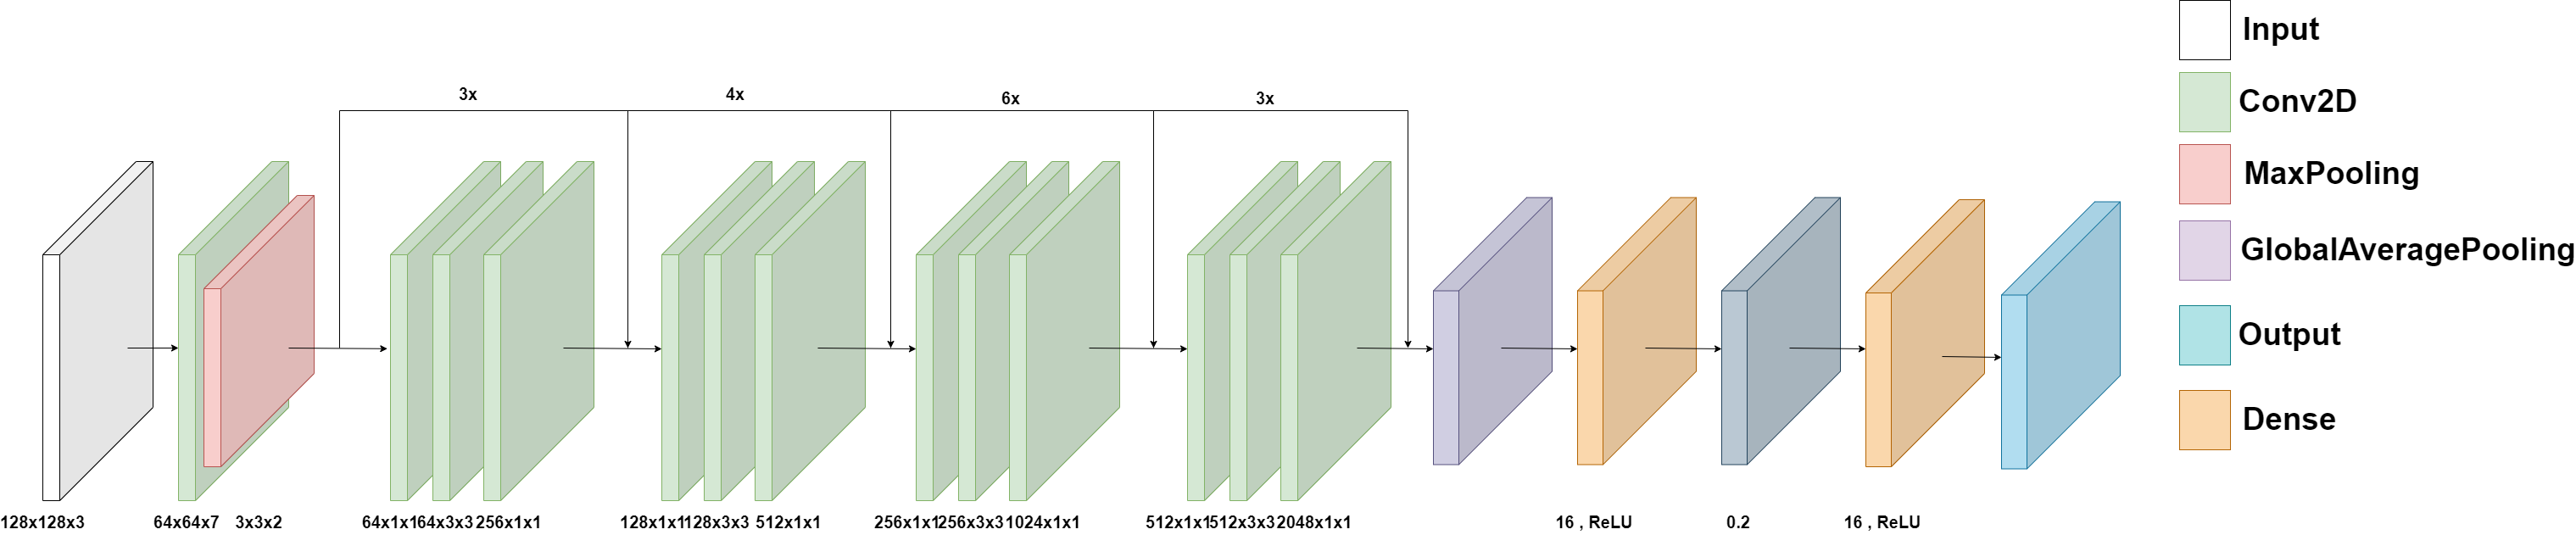 3x
4x
6x
3x
128x128x3
64x64x7
3x3x2
64x1x1
64x3x3
256x1x1
128x1x1
128x3x3
512x1x1
256x1x1
256x3x3
1024x1x1
512x1x1
512x3x3
2048x1x1
16 , ReLU
0.2
16 , ReLU
Input
Conv2D
MaxPooling
GlobalAveragePooling
Output
Dense